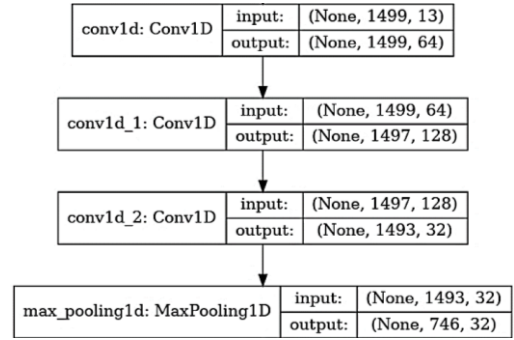 conv1d: Conv1D
input: (None, 1499, 13)
output: (None, 1499, 64)
conv1d_1: Conv1D
input: (None, 1499, 64)
output: (None, 1497, 128)
conv1d_2: Conv1D
input: (None, 1497, 128)
output: (None, 1493, 32)
max_pooling1d: MaxPooling1D
input: (None, 1493, 32)
output: (None, 746, 32)